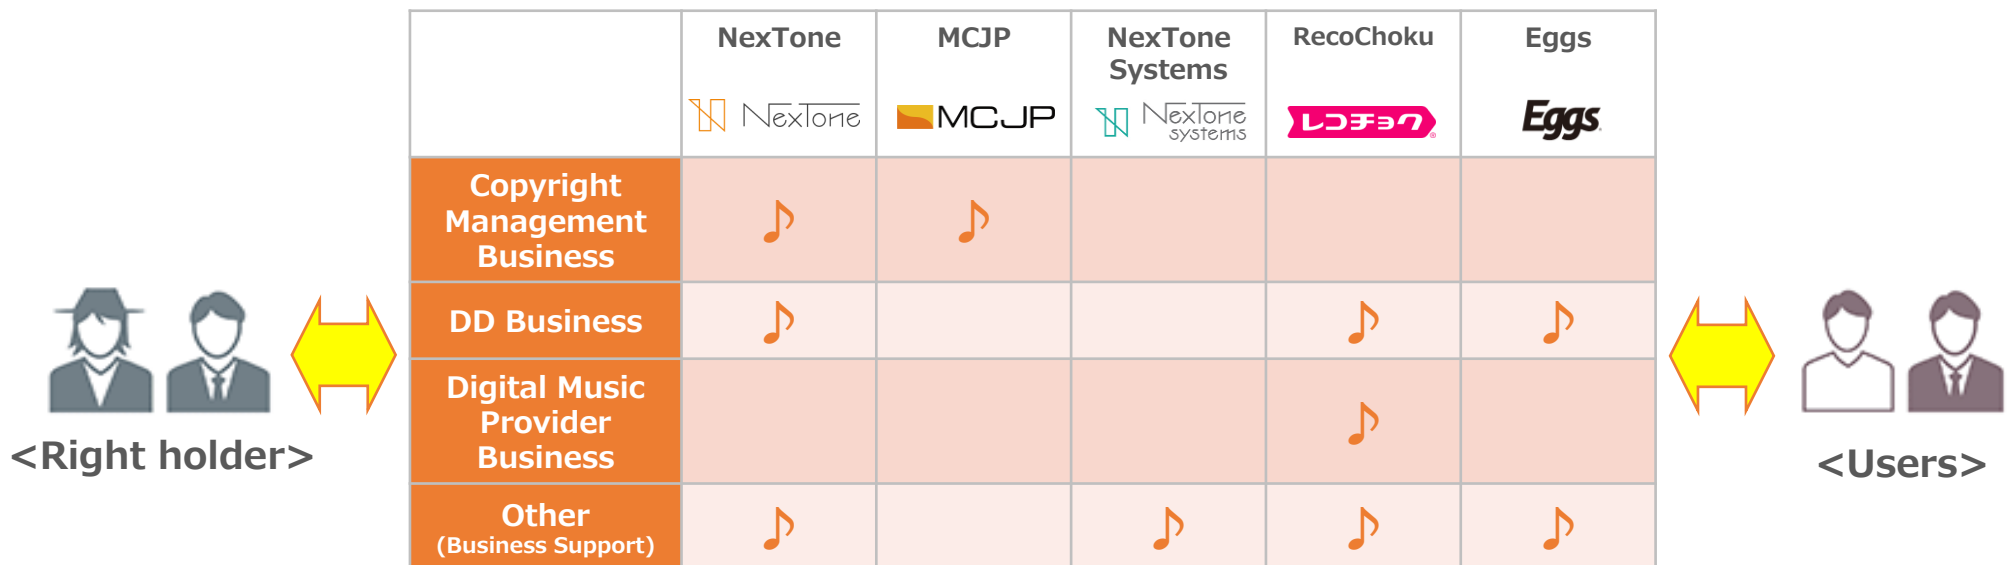 NexTone
MCJP
NexTone
Systems
RecoChoku
Eggs
NexTone
MCJP
NexTone
systems
レコチョク
®
Eggs
Copyright
Management
Business
DD Business
Digital Music
Provider
Business
Other
(Business Support)
<Right holder>
<Users>